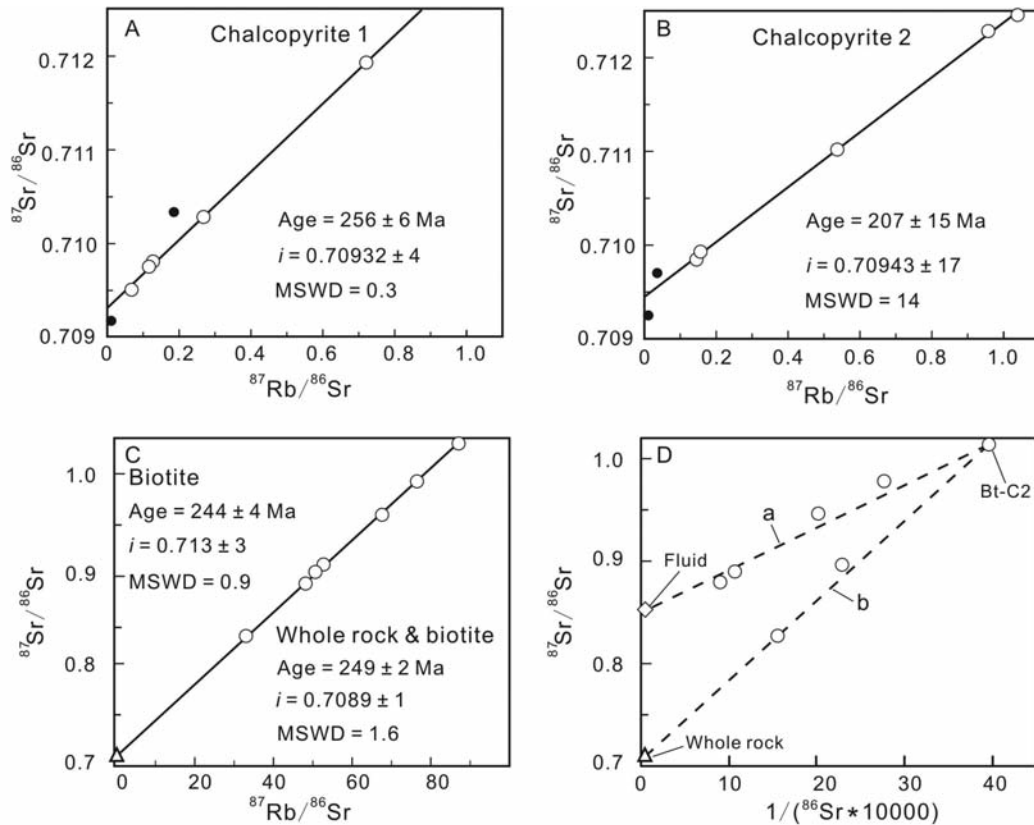 A
Chalcopyrite 1
0.712
0.711
0.710
0.709
⁸⁷Sr/⁸⁶Sr
Age = 256 ± 6 Ma
i = 0.70932 ± 4
MSWD = 0.3
0 0.2 0.4 0.6 0.8 1.0
⁸⁷Rb/⁸⁶Sr
B
Chalcopyrite 2
0.712
0.711
0.710
0.709
⁸⁷Sr/⁸⁶Sr
Age = 207 ± 15 Ma
i = 0.70943 ± 17
MSWD = 14
0 0.2 0.4 0.6 0.8 1.0
⁸⁷Rb/⁸⁶Sr
C
Biotite
Age = 244 ± 4 Ma
i = 0.713 ± 3
MSWD = 0.9
1.0
0.9
0.8
0.7
⁸⁷Sr/⁸⁶Sr
Whole rock & biotite
Age = 249 ± 2 Ma
i = 0.7089 ± 1
MSWD = 1.6
0 20 40 60 80
⁸⁷Rb/⁸⁶Sr
D
1.0
0.9
0.8
0.7
⁸⁷Sr/⁸⁶Sr
Bt-C2
a
Fluid
b
Whole rock
0 10 20 30 40
1/(⁸⁶Sr*10000)